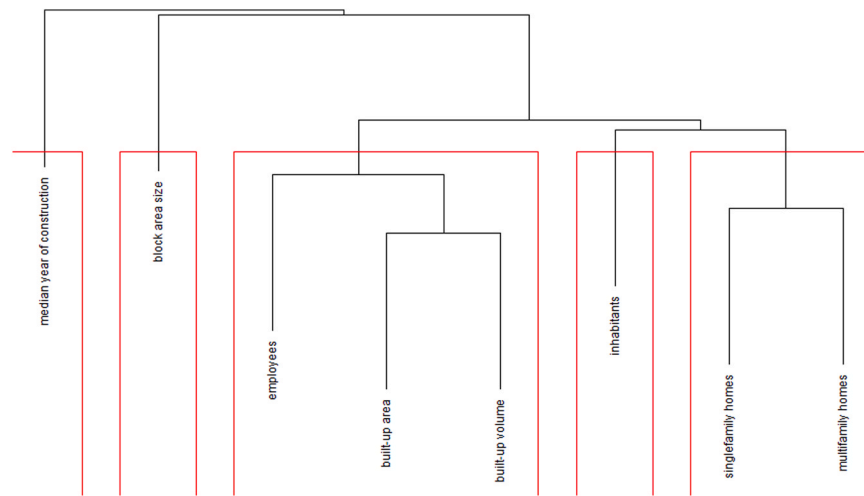 median year of construction
block area size
employees
built-up area
built-up volume
inhabitants
singlefamily homes
multifamily homes